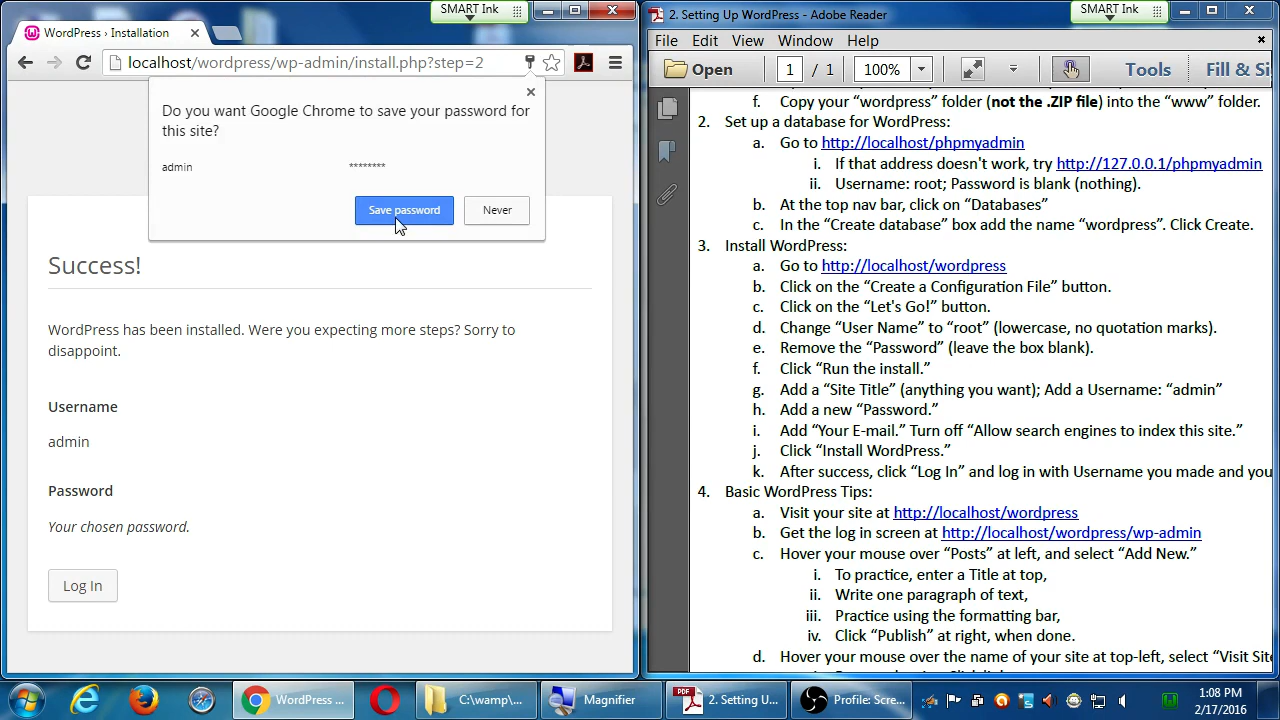 SMART Ink
WordPress › Installation
localhost/wordpress/wp-admin/install.php?step=2
Do you want Google Chrome to save your password for
this site?
admin ********
Save password Never
Success!
WordPress has been installed. Were you expecting more steps? Sorry to
disappoint.
Username
admin
Password
Your chosen password.
Log In
SMART Ink
2. Setting Up WordPress - Adobe Reader
File Edit View Window Help
Open 1 / 1 100% Tools Fill & Si
f. Copy your “wordpress” folder (not the .ZIP file) into the “www” folder.
2. Set up a database for WordPress:
a. Go to http://localhost/phpmyadmin
i. If that address doesn't work, try http://127.0.0.1/phpmyadmin
ii. Username: root; Password is blank (nothing).
b. At the top nav bar, click on “Databases”
c. In the “Create database” box add the name “wordpress”. Click Create.
3. Install WordPress:
a. Go to http://localhost/wordpress
b. Click on the “Create a Configuration File” button.
c. Click on the “Let's Go!” button.
d. Change “User Name” to “root” (lowercase, no quotation marks).
e. Remove the “Password” (leave the box blank).
f. Click “Run the install.”
g. Add a “Site Title” (anything you want); Add a Username: “admin”
h. Add a new “Password.”
i. Add “Your E-mail.” Turn off “Allow search engines to index this site.”
j. Click “Install WordPress.”
k. After success, click “Log In” and log in with Username you made and you
4. Basic WordPress Tips:
a. Visit your site at http://localhost/wordpress
b. Get the log in screen at http://localhost/wordpress/wp-admin
c. Hover your mouse over “Posts” at left, and select “Add New.”
i. To practice, enter a Title at top,
ii. Write one paragraph of text,
iii. Practice using the formatting bar,
iv. Click “Publish” at right, when done.
d. Hover your mouse over the name of your site at top-left, select “Visit Sit
WordPress ... C:\wamp\... Magnifier 2. Setting U... Profile: Scre...
1:08 PM
2/17/2016